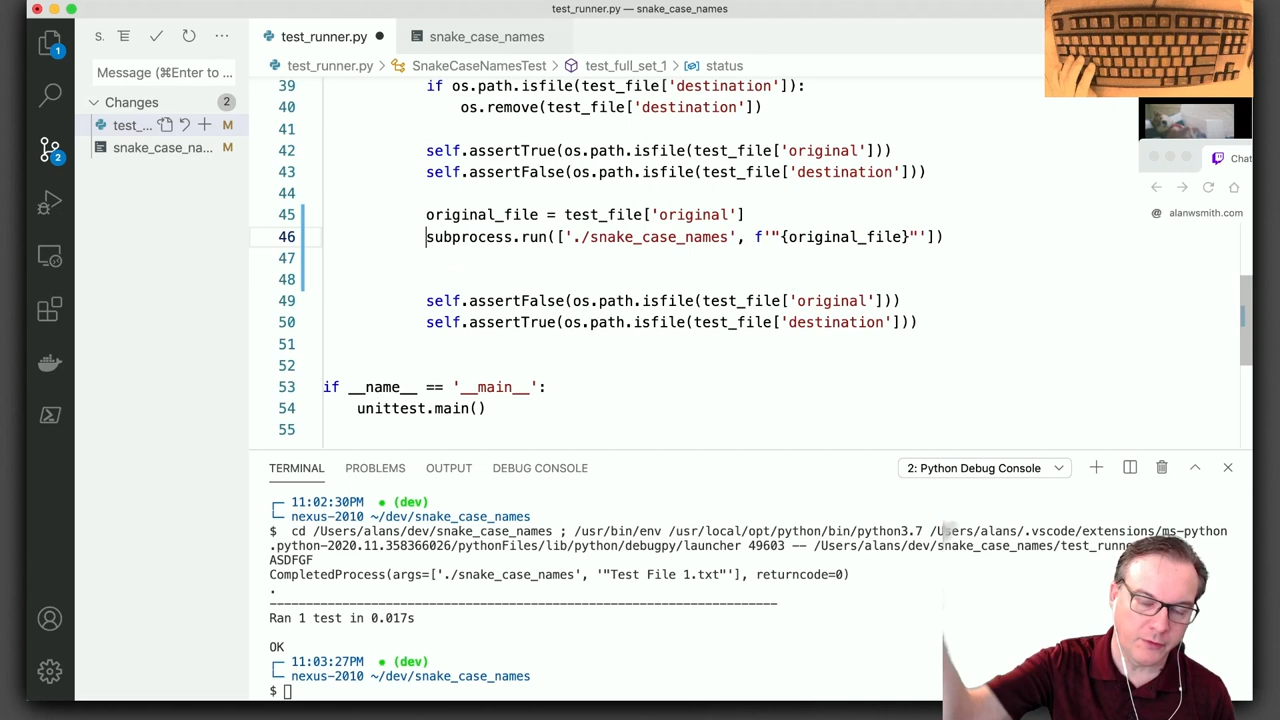 test_runner.py — snake_case_names
S.
test_runner.py
snake_case_names
Message (⌘Enter to ...
test_runner.py > SnakeCaseNamesTest > test_full_set_1 > status
Changes 2
test_... M
snake_case_na... M
1
2
39 if os.path.isfile(test_file['destination']):
40 os.remove(test_file['destination'])
41
42 self.assertTrue(os.path.isfile(test_file['original']))
43 self.assertFalse(os.path.isfile(test_file['destination']))
44
45 original_file = test_file['original']
46 subprocess.run(['./snake_case_names', f'"{original_file}"'])
47
48
49 self.assertFalse(os.path.isfile(test_file['original']))
50 self.assertTrue(os.path.isfile(test_file['destination']))
51
52
53 if __name__ == '__main__':
54 unittest.main()
55
Chat
@ alanwsmith.com
TERMINAL PROBLEMS OUTPUT DEBUG CONSOLE 2: Python Debug Console
11:02:30PM (dev)
nexus-2010 ~/dev/snake_case_names
$ cd /Users/alans/dev/snake_case_names ; /usr/bin/env /usr/local/opt/python/bin/python3.7 /Users/alans/.vscode/extensions/ms-python
.python-2020.11.358366026/pythonFiles/lib/python/debugpy/launcher 49603 -- /Users/alans/dev/snake_case_names/test_runne
ASDFGF
CompletedProcess(args=['./snake_case_names', '"Test File 1.txt"'], returncode=0)
.
----------------------------------------------------------------------
Ran 1 test in 0.017s
OK
11:03:27PM (dev)
nexus-2010 ~/dev/snake_case_names
$